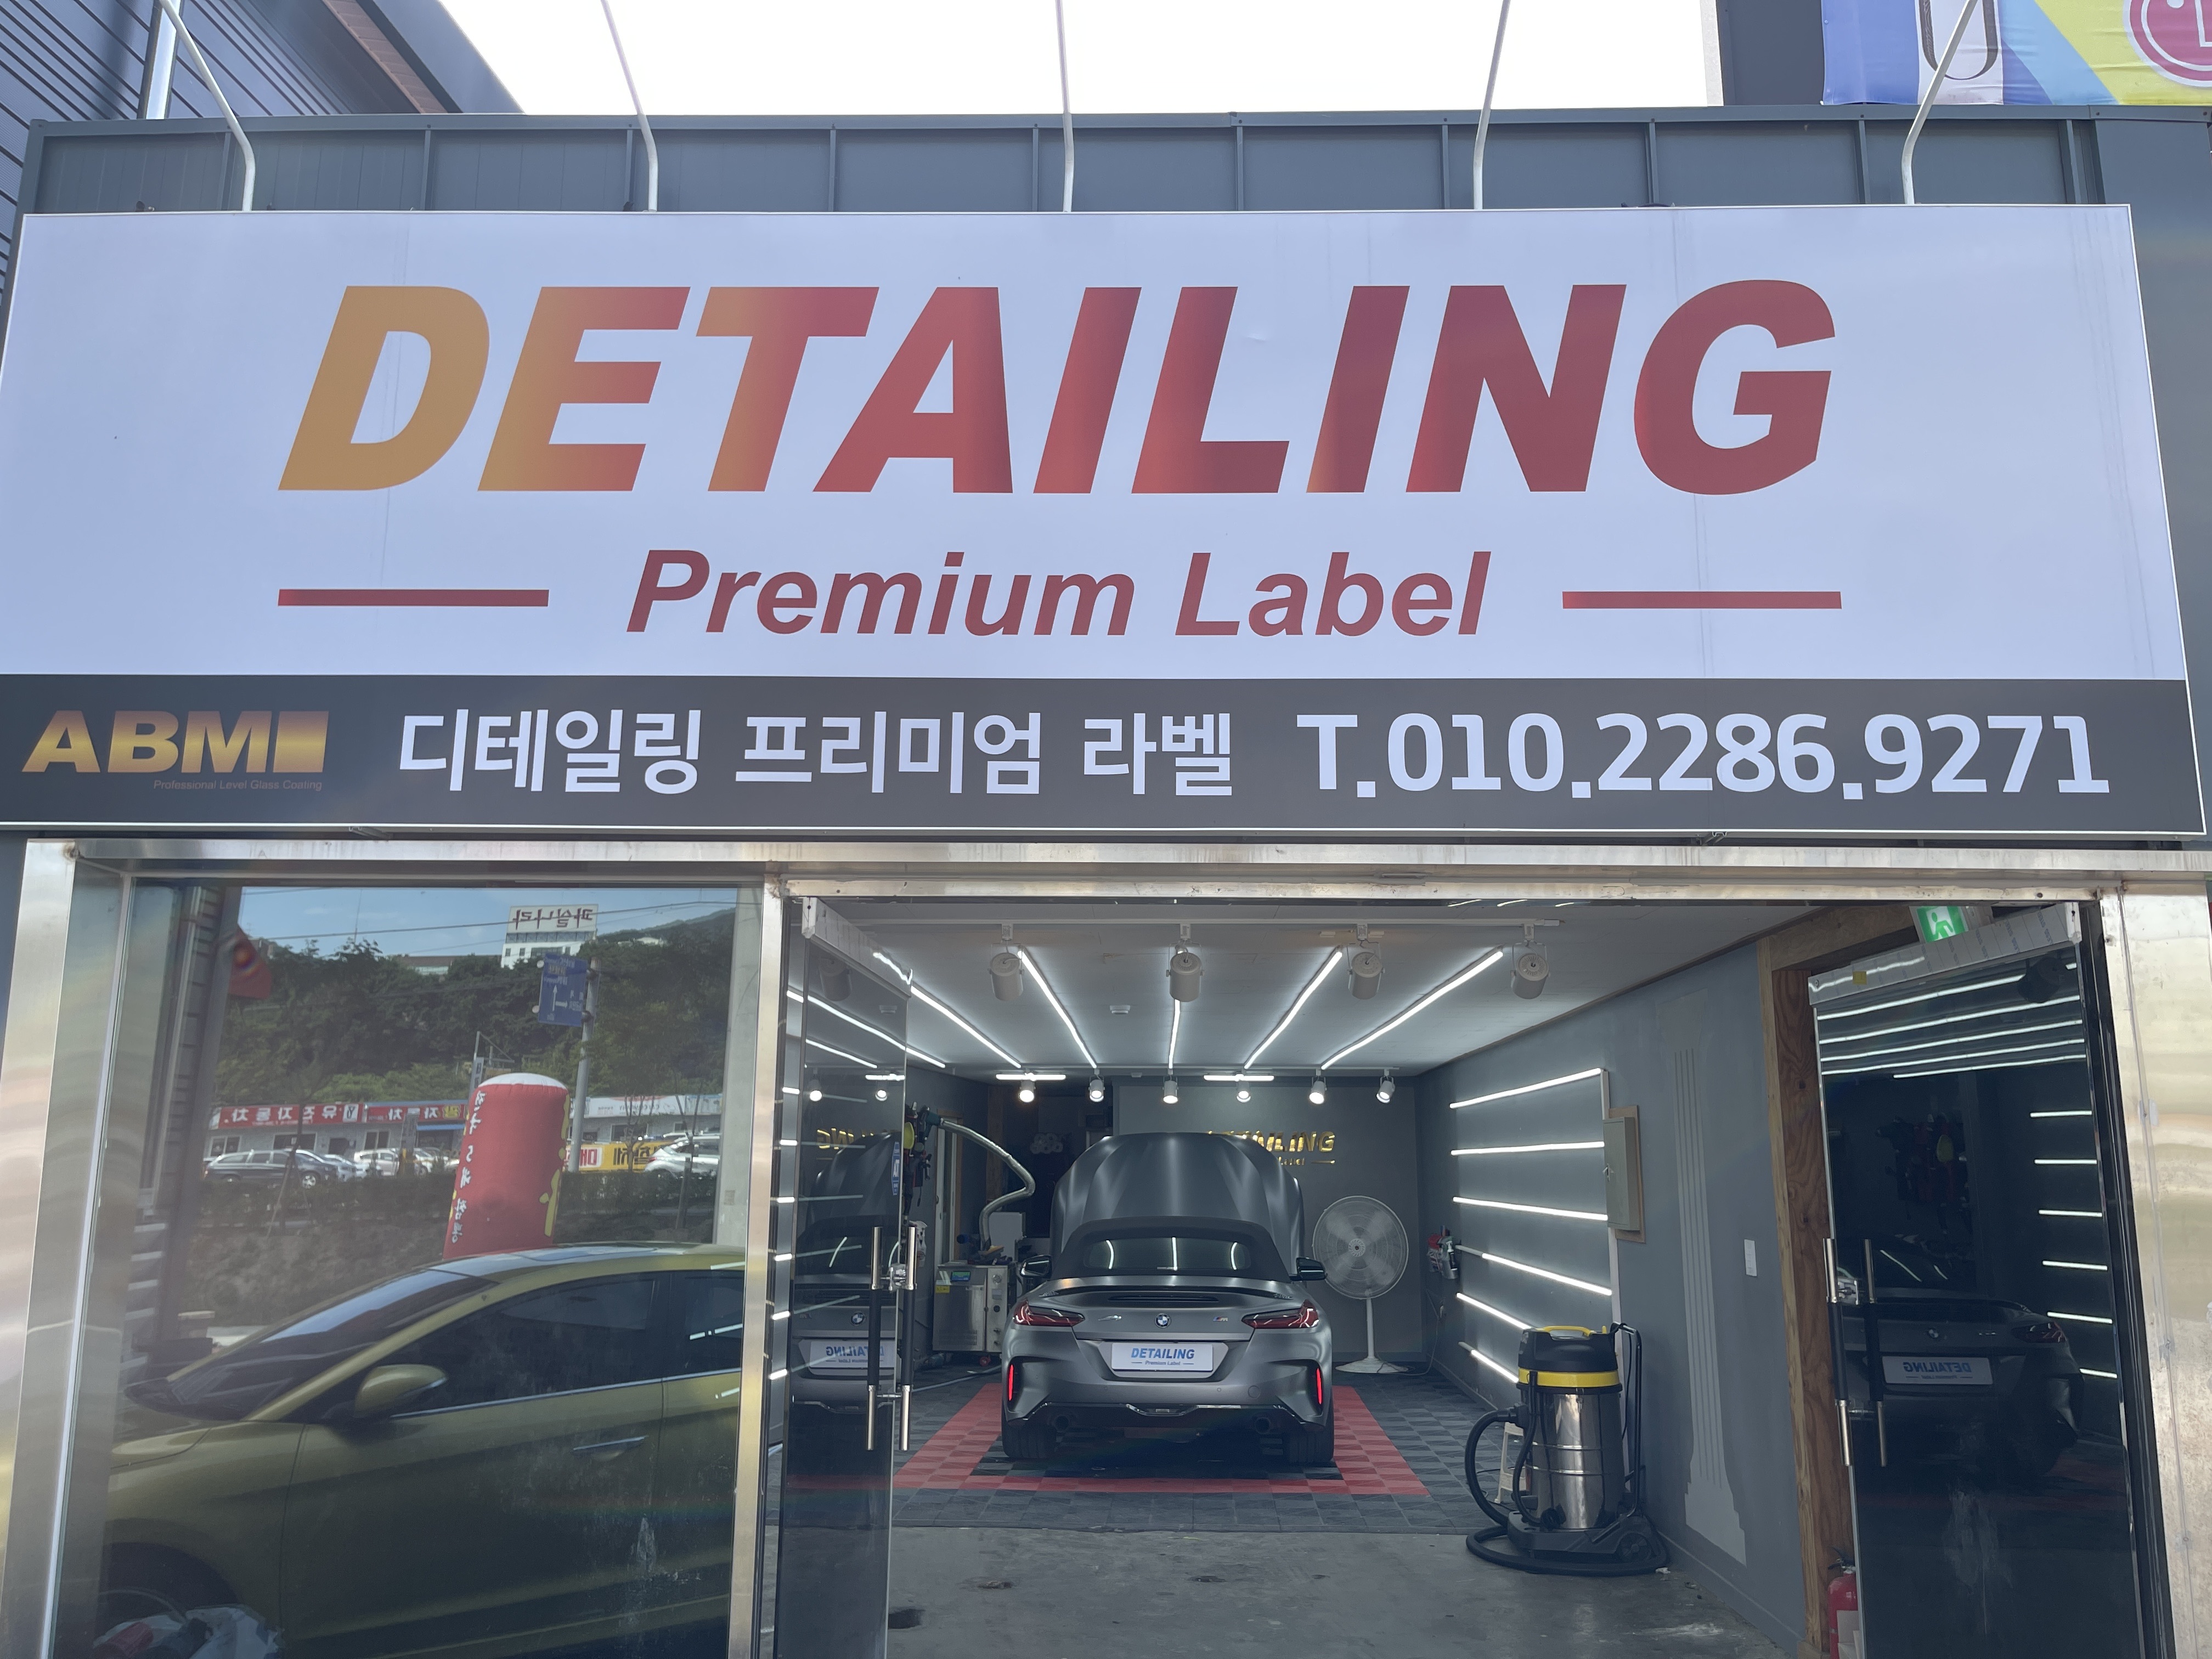 DETAILING
Premium Label
ABM
Professional Level Glass Coating
디테일링 프리미엄 라벨 T.010.2286.9271
DETAILING
DETAILING
Premium Label